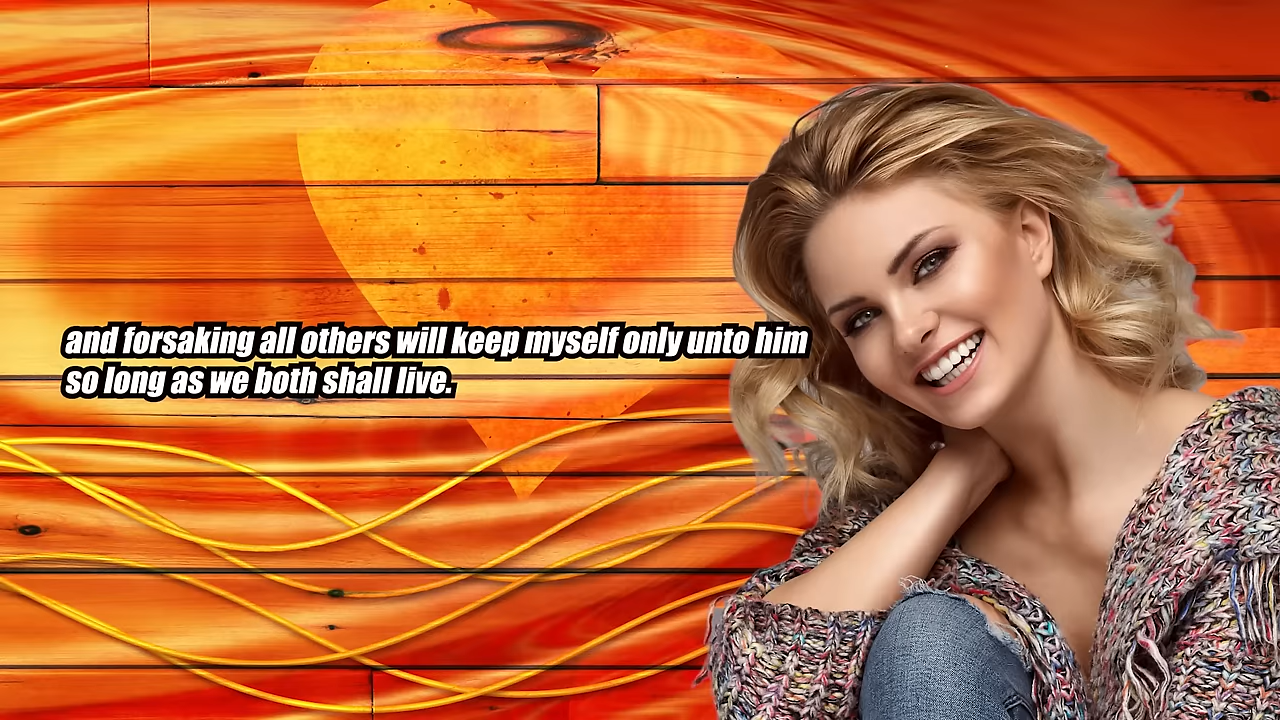 and forsaking all others will keep myself only unto him
so long as we both shall live.